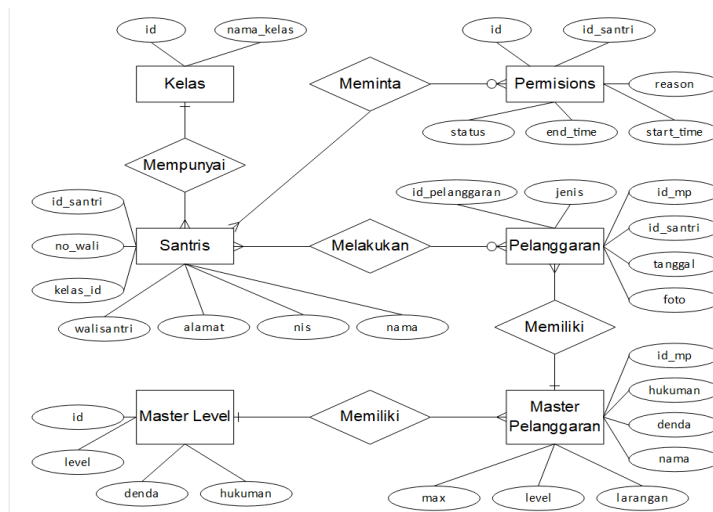 id
nama_kelas
id
id_santri
Kelas
Meminta
Permisions
reason
status
end_time
start_time
Mempunyai
id_pelanggaran
jenis
id_mp
id_santri
id_santri
no_wali
Santris
Melakukan
Pelanggaran
tanggal
kelas_id
foto
walisantri
alamat
nis
nama
Memiliki
id_mp
hukuman
id
Master Level
Memiliki
Master
Pelanggaran
denda
level
nama
denda
hukuman
max
level
larangan